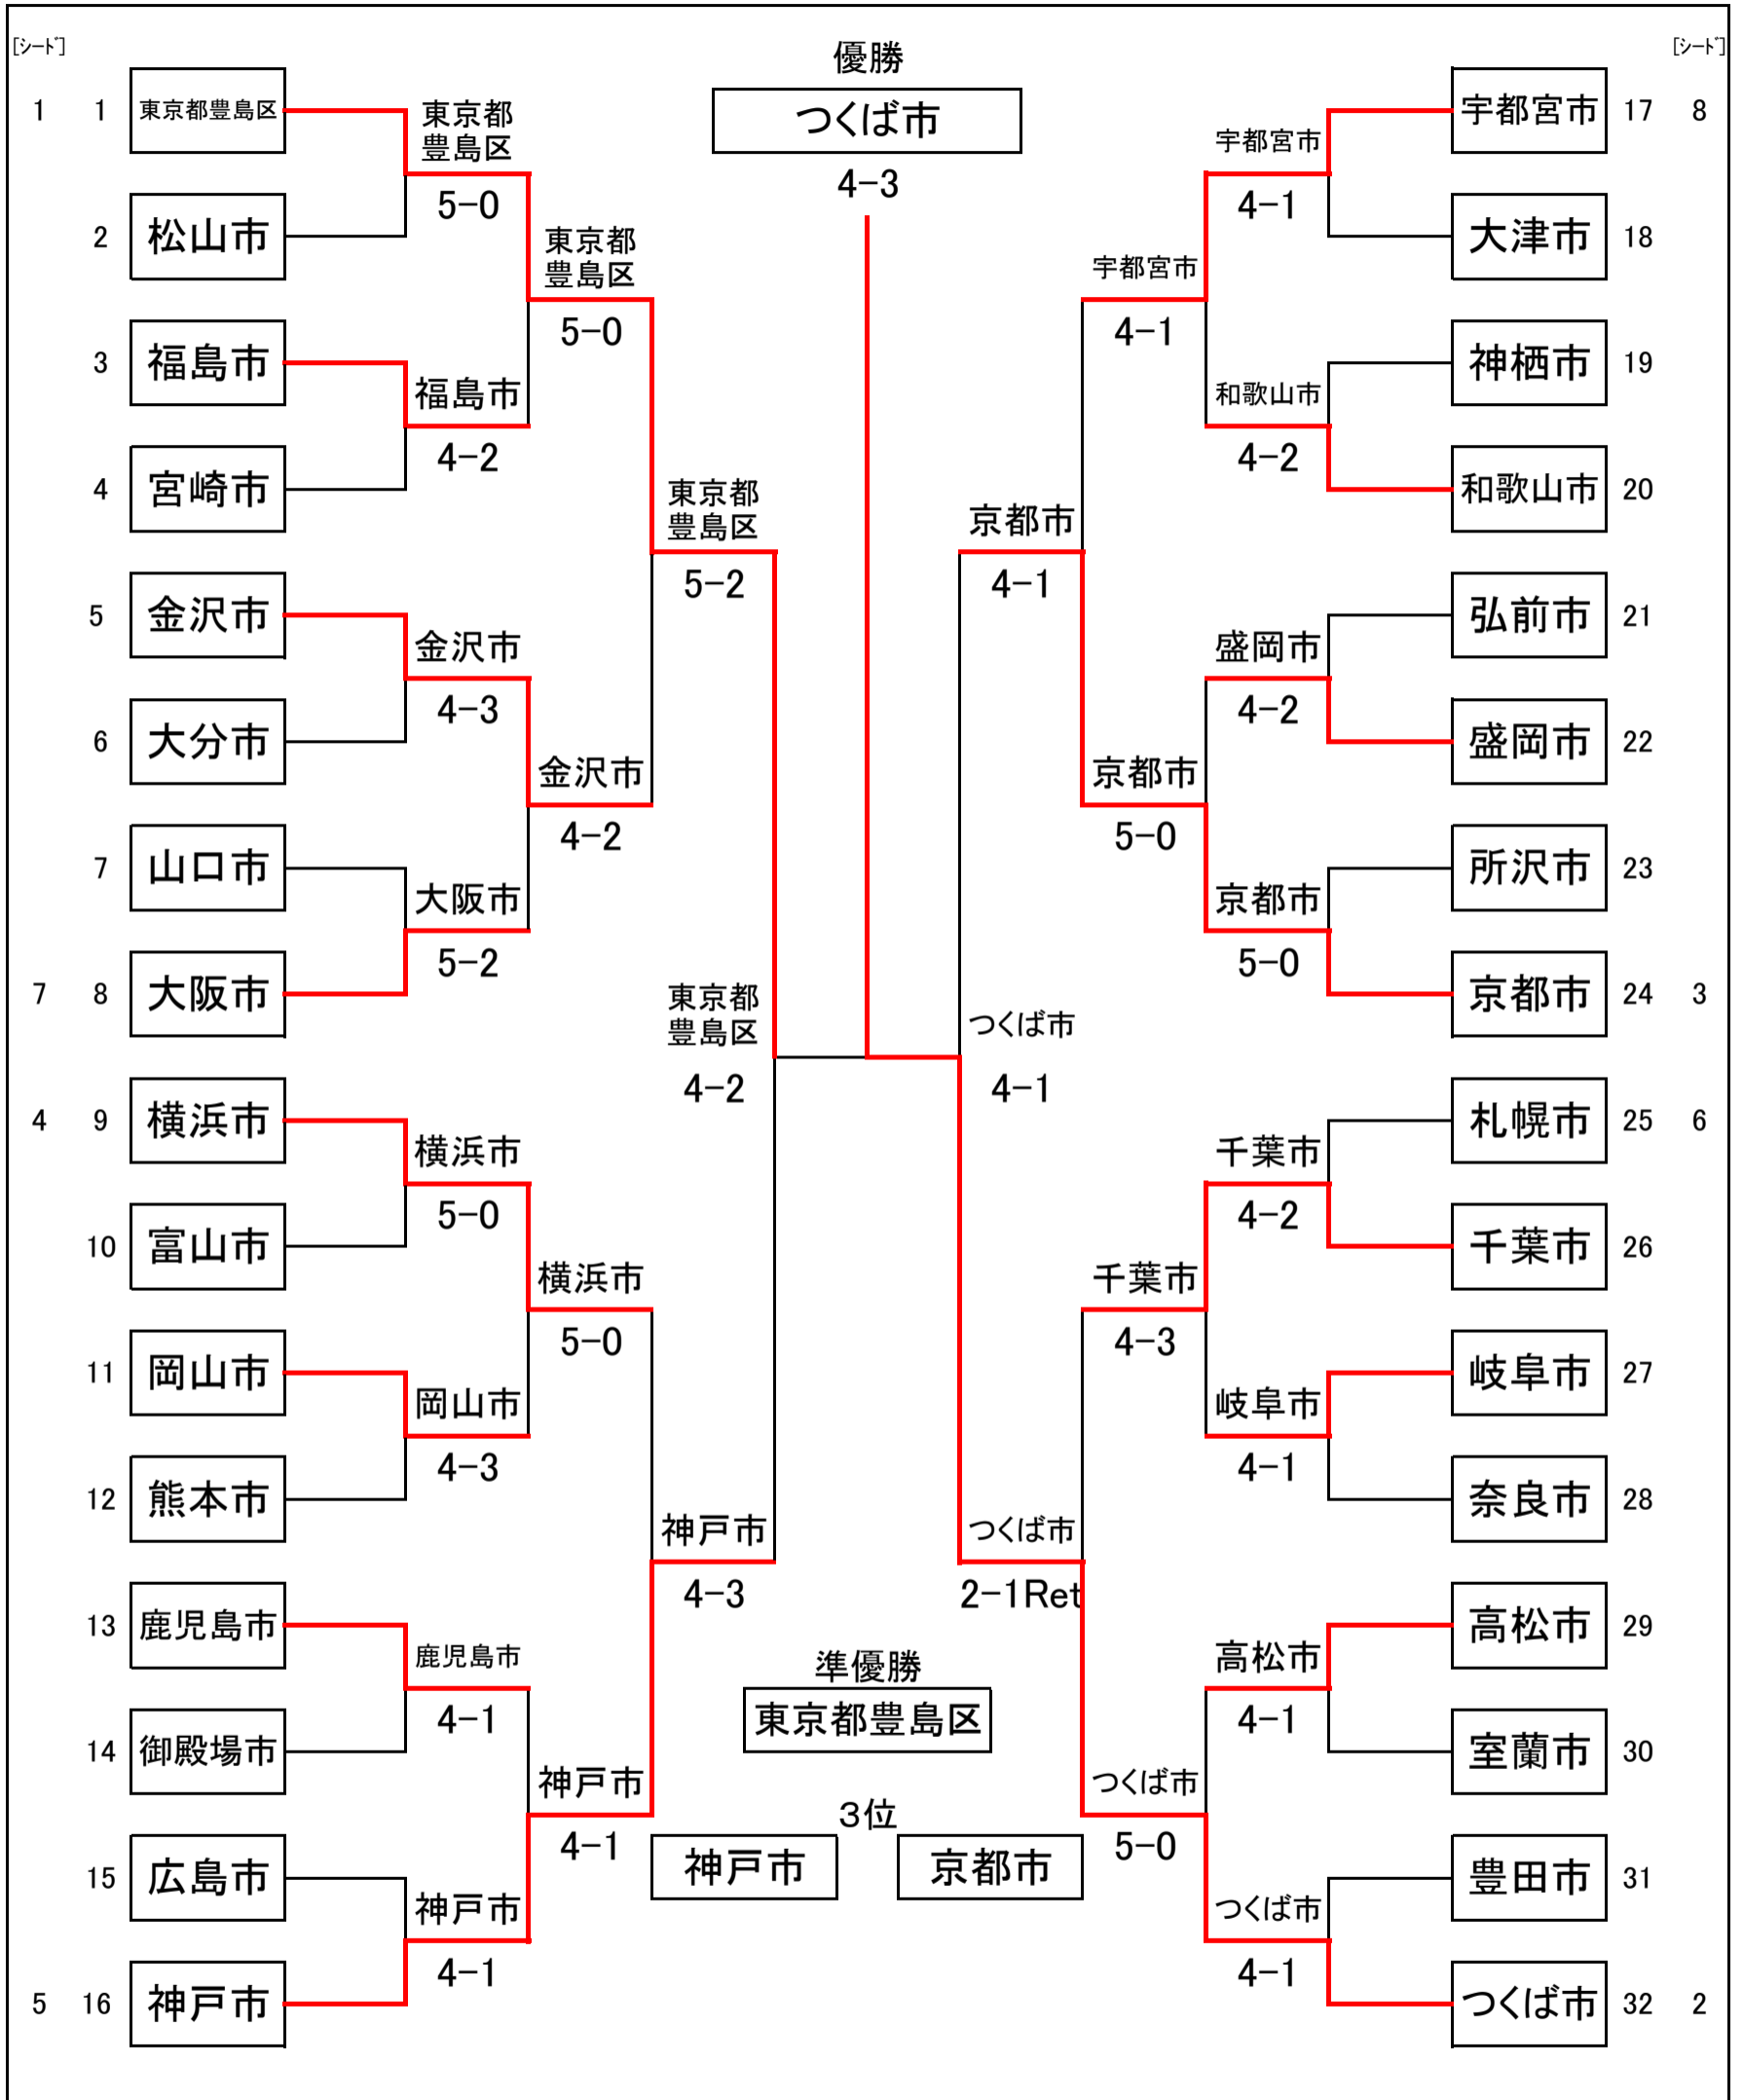 [シード]
[シード]
優勝
つくば市
4-3
1 1 東京都豊島区
東京都
豊島区
5-0
2 松山市
東京都
豊島区
5-0
3 福島市
福島市
4-2
4 宮崎市
東京都
豊島区
5-2
5 金沢市
金沢市
4-3
6 大分市
金沢市
4-2
7 山口市
大阪市
5-2
7 8 大阪市
東京都
豊島区
4-2
4 9 横浜市
横浜市
5-0
10 富山市
横浜市
5-0
11 岡山市
岡山市
4-3
12 熊本市
神戸市
4-3
13 鹿児島市
鹿児島市
4-1
14 御殿場市
神戸市
4-1
15 広島市
神戸市
4-1
5 16 神戸市
宇都宮市 17 8
宇都宮市
4-1
大津市 18
宇都宮市
4-1
神栖市 19
和歌山市
4-2
和歌山市 20
京都市
4-1
弘前市 21
盛岡市
4-2
盛岡市 22
京都市
5-0
所沢市 23
京都市
5-0
京都市 24 3
つくば市
4-1
札幌市 25 6
千葉市
4-2
千葉市 26
千葉市
4-3
岐阜市 27
岐阜市
4-1
奈良市 28
つくば市
2-1Ret
高松市 29
高松市
4-1
室蘭市 30
つくば市
5-0
豊田市 31
つくば市
4-1
つくば市 32 2
準優勝
東京都豊島区
3位
神戸市
京都市